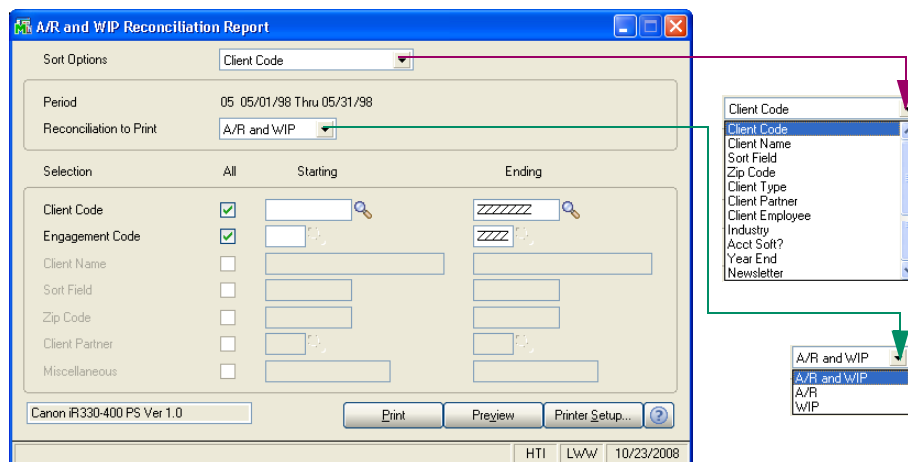 A/R and WIP Reconciliation Report
Sort Options Client Code
Period 05 05/01/98 Thru 05/31/98
Reconciliation to Print A/R and WIP
Selection All Starting Ending
Client Code ZZZZZZZ
Engagement Code ZZZZ
Client Name
Sort Field
Zip Code
Client Partner
Miscellaneous
Canon iR330-400 PS Ver 1.0 Print Preview Printer Setup... ?
HTI LWW 10/23/2008
Client Code
Client Code
Client Name
Sort Field
Zip Code
Client Type
Client Partner
Client Employee
Industry
Acct Soft?
Year End
Newsletter
A/R and WIP
A/R and WIP
A/R
WIP